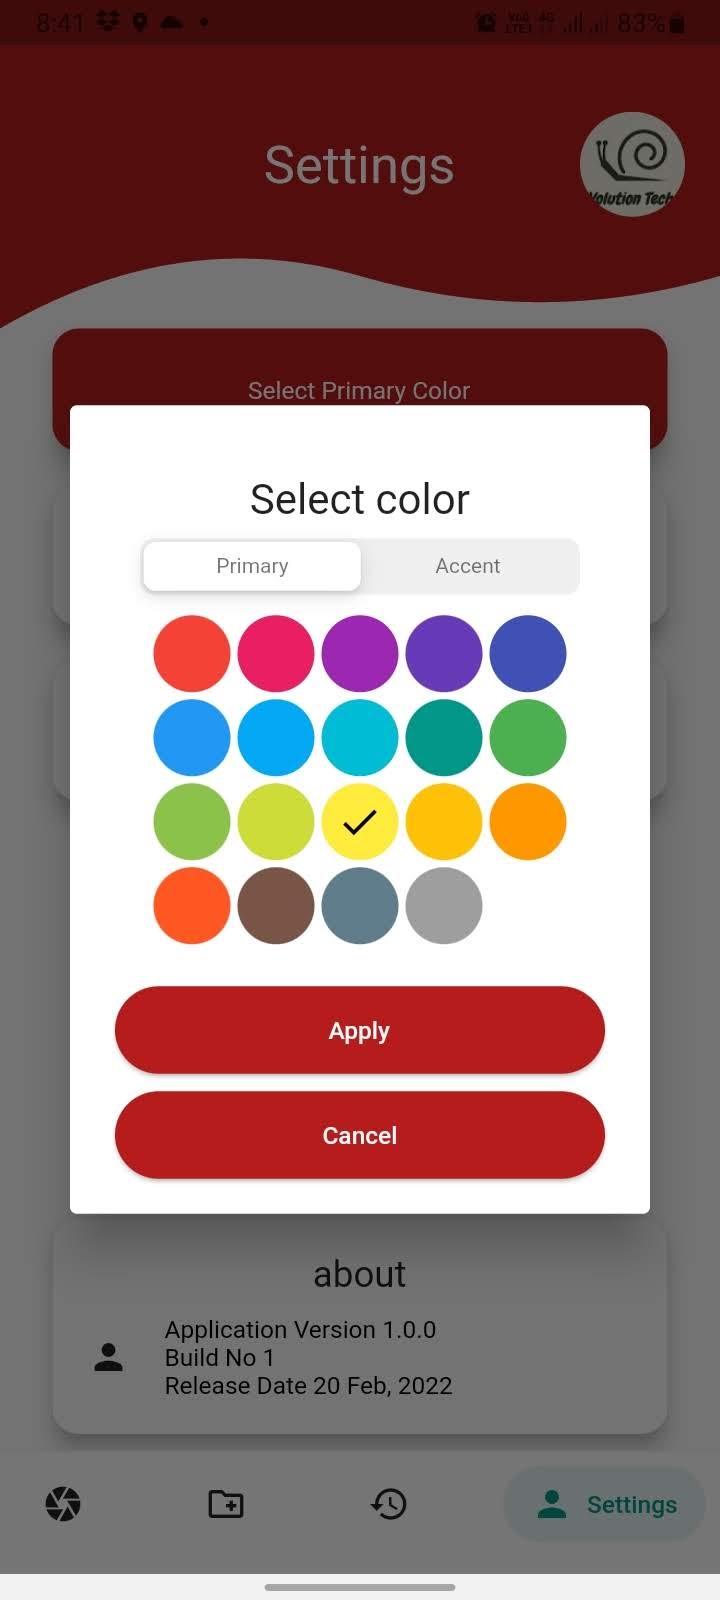 8:41
83%
Settings
Volution Tech
Select Primary Color
Select color
Primary
Accent
Apply
Cancel
about
Application Version 1.0.0
Build No 1
Release Date 20 Feb, 2022
Settings